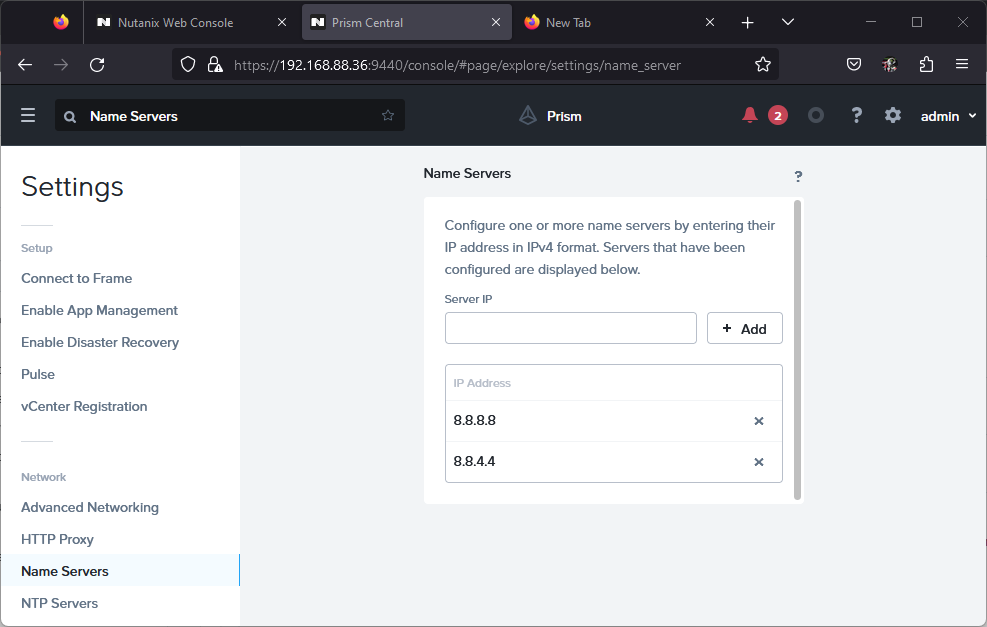 Nutanix Web Console
Prism Central
New Tab
https://192.168.88.36:9440/console/#page/explore/settings/name_server
Name Servers
Prism
2
?
admin
Settings
Setup
Connect to Frame
Enable App Management
Enable Disaster Recovery
Pulse
vCenter Registration
Network
Advanced Networking
HTTP Proxy
Name Servers
NTP Servers
Name Servers
?
Configure one or more name servers by entering their
IP address in IPv4 format. Servers that have been
configured are displayed below.
Server IP
+ Add
IP Address
8.8.8.8
8.8.4.4